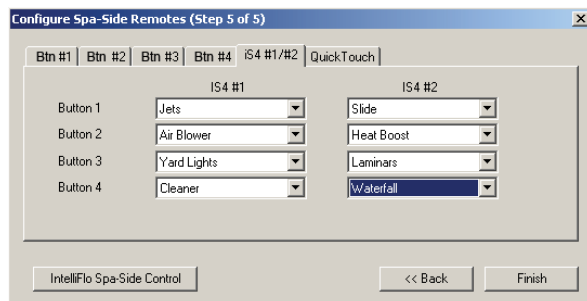 Configure Spa-Side Remotes (Step 5 of 5)
Btn #1 Btn #2 Btn #3 Btn #4 iS4 #1/#2 QuickTouch
IS4 #1 IS4 #2
Button 1 Jets Slide
Button 2 Air Blower Heat Boost
Button 3 Yard Lights Laminars
Button 4 Cleaner Waterfall
IntelliFlo Spa-Side Control << Back Finish